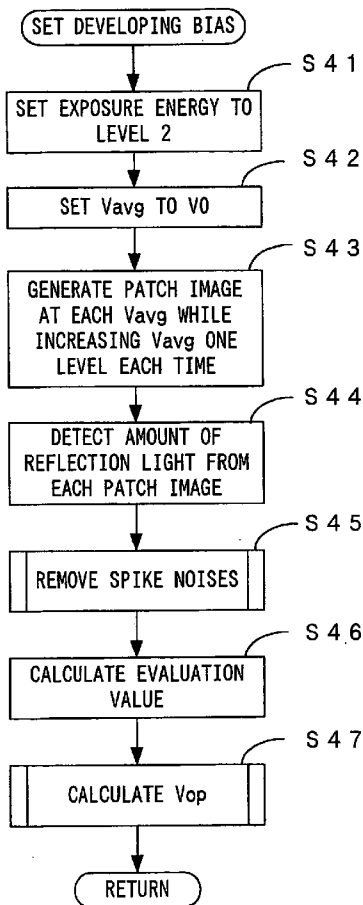 SET DEVELOPING BIAS
S41
SET EXPOSURE ENERGY TO
LEVEL 2
S42
SET Vavg TO V0
S43
GENERATE PATCH IMAGE
AT EACH Vavg WHILE
INCREASING Vavg ONE
LEVEL EACH TIME
S44
DETECT AMOUNT OF
REFLECTION LIGHT FROM
EACH PATCH IMAGE
S45
REMOVE SPIKE NOISES
S46
CALCULATE EVALUATION
VALUE
S47
CALCULATE Vop
RETURN